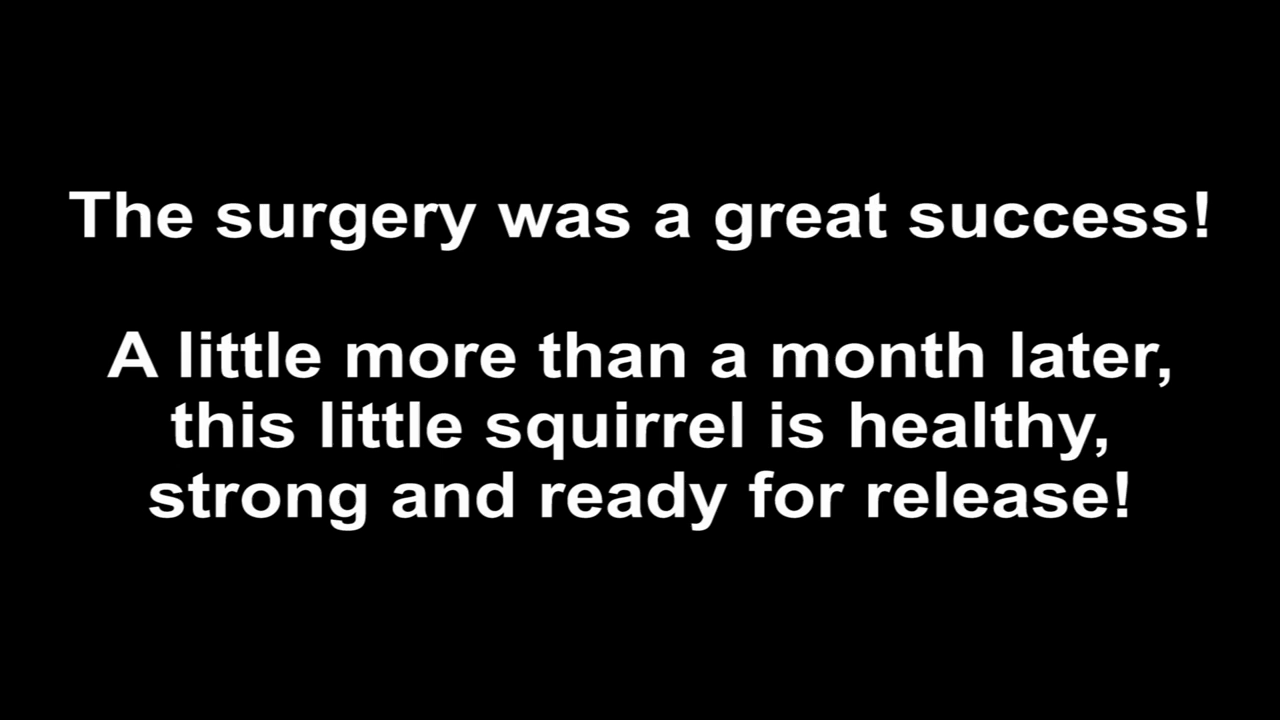 The surgery was a great success!
A little more than a month later,
this little squirrel is healthy,
strong and ready for release!